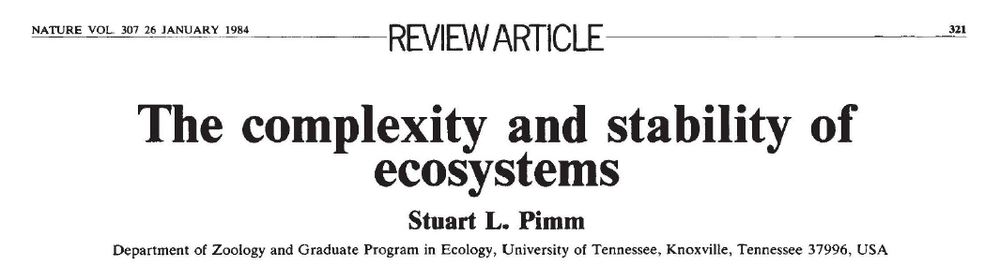 NATURE VOL. 307 26 JANUARY 1984 REVIEW ARTICLE 321
The complexity and stability of
ecosystems
Stuart L. Pimm
Department of Zoology and Graduate Program in Ecology, University of Tennessee, Knoxville, Tennessee 37996, USA